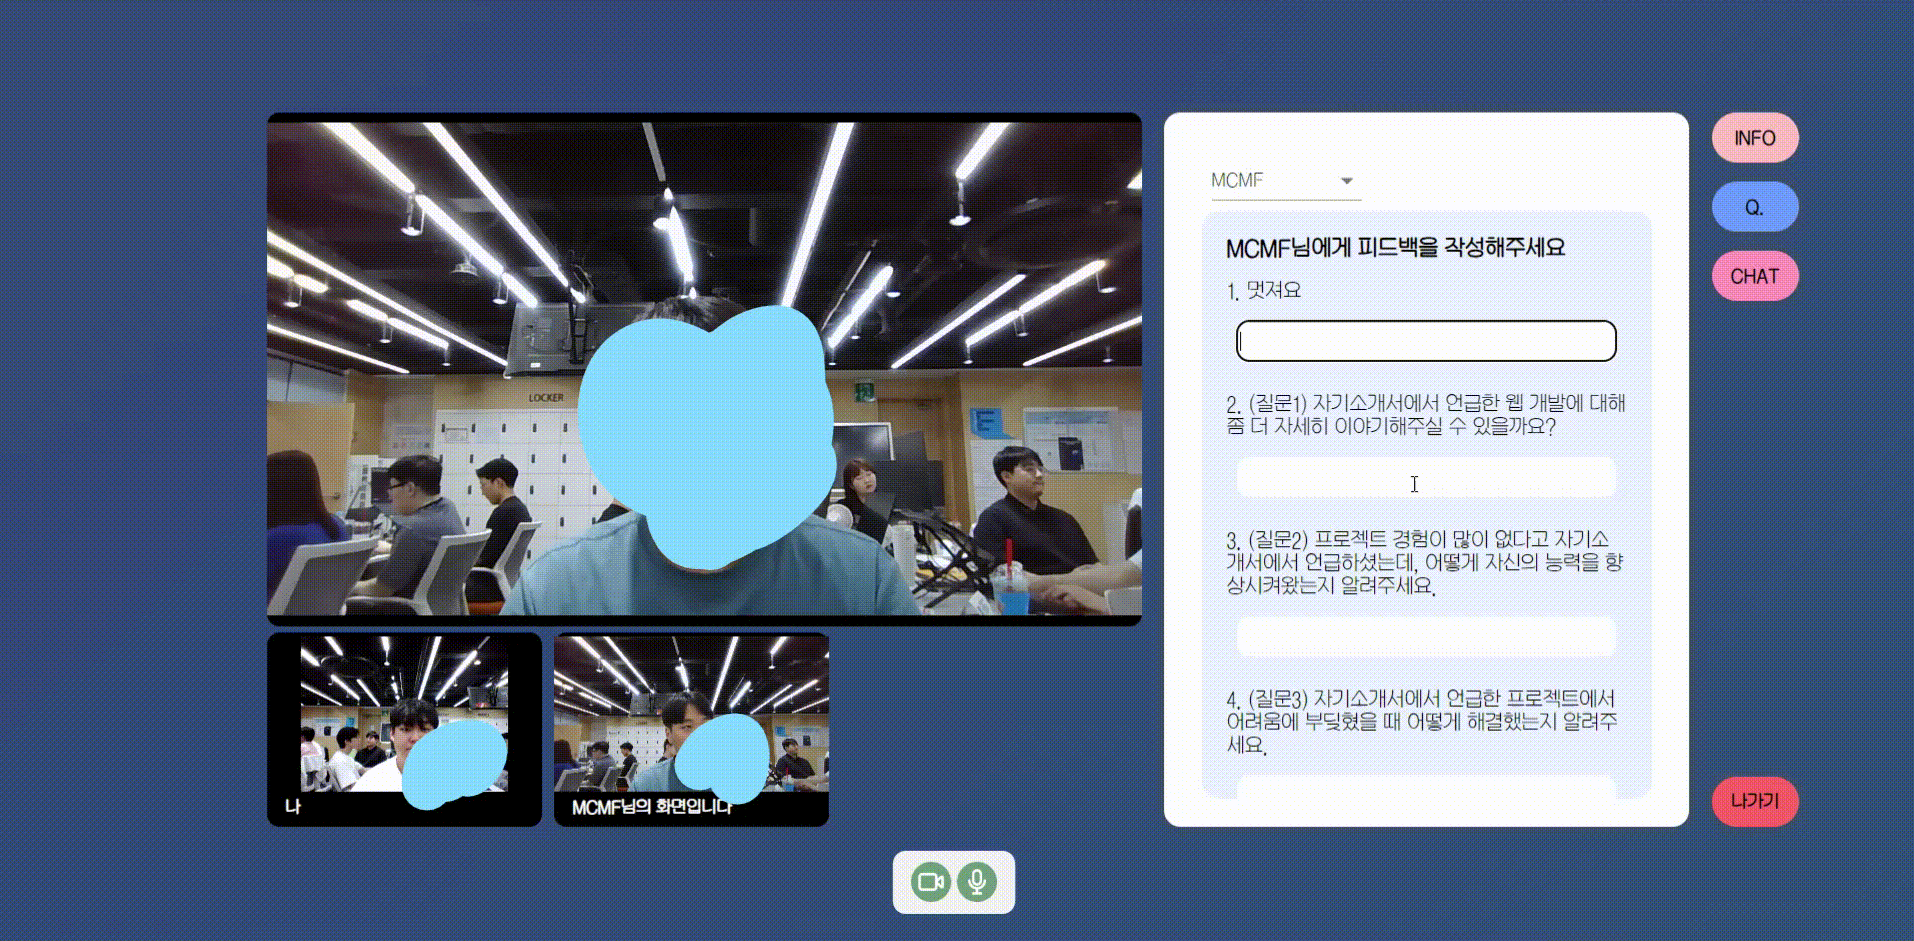 LOCKER
나
MCMF님의 화면입니다
MCMF
MCMF님에게 피드백을 작성해주세요
1. 멋져요
2. (질문1) 자기소개서에서 언급한 웹 개발에 대해
좀 더 자세히 이야기해주실 수 있을까요?
3. (질문2) 프로젝트 경험이 많이 없다고 자기소
개서에서 언급하셨는데, 어떻게 자신의 능력을 향
상시켜왔는지 알려주세요.
4. (질문3) 자기소개서에서 언급한 프로젝트에서
어려움에 부딪혔을 때 어떻게 해결했는지 알려주
세요.
INFO
Q.
CHAT
나가기